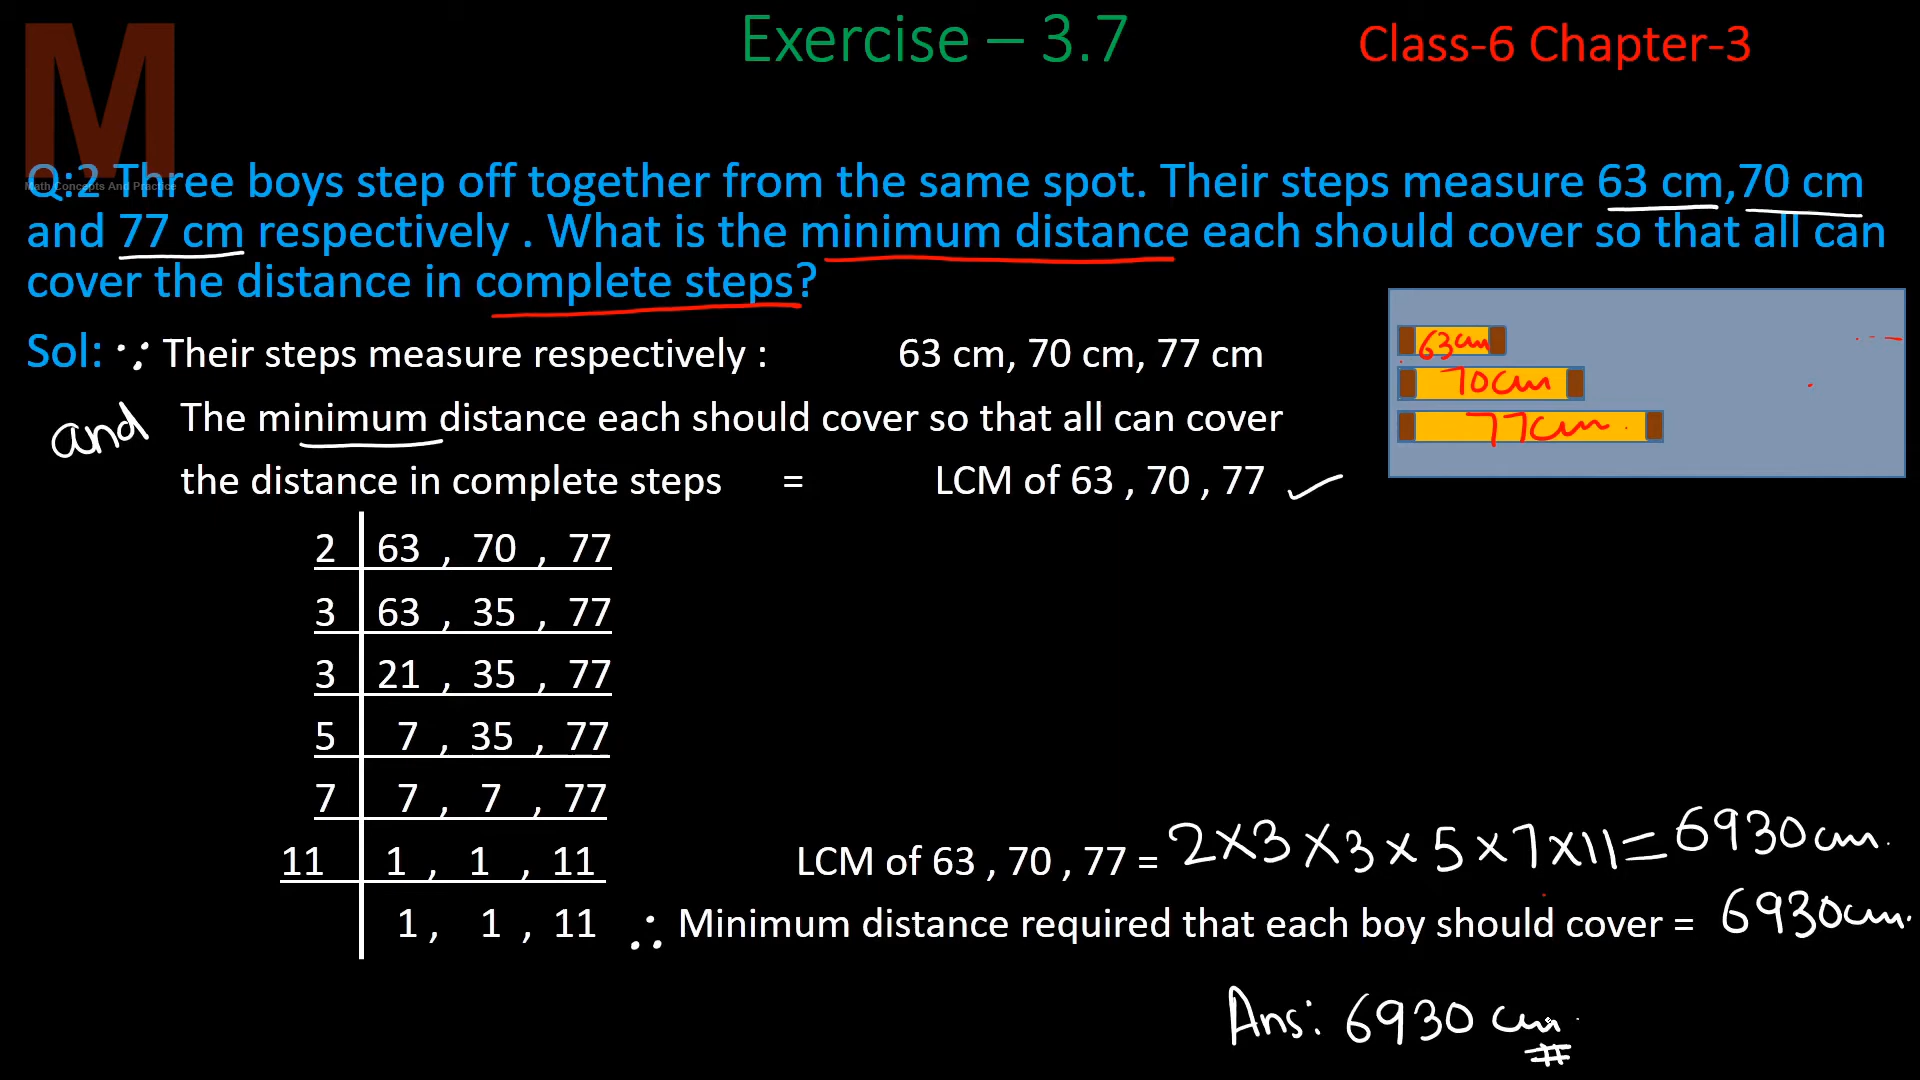 M
Math Concepts And Practice
Exercise – 3.7
Class-6 Chapter-3
Q:2 Three boys step off together from the same spot. Their steps measure 63 cm,70 cm
and 77 cm respectively . What is the minimum distance each should cover so that all can
cover the distance in complete steps?
Sol: ∵ Their steps measure respectively : 63 cm, 70 cm, 77 cm
63cm
70cm
77cm
and The minimum distance each should cover so that all can cover
the distance in complete steps = LCM of 63 , 70 , 77 ✓
2 63 , 70 , 77
3 63 , 35 , 77
3 21 , 35 , 77
5 7 , 35 , 77
7 7 , 7 , 77
11 1 , 1 , 11
1 , 1 , 11
LCM of 63 , 70 , 77 = 2×3×3×5×7×11=6930cm.
∴ Minimum distance required that each boy should cover = 6930cm.
Ans: 6930 cm